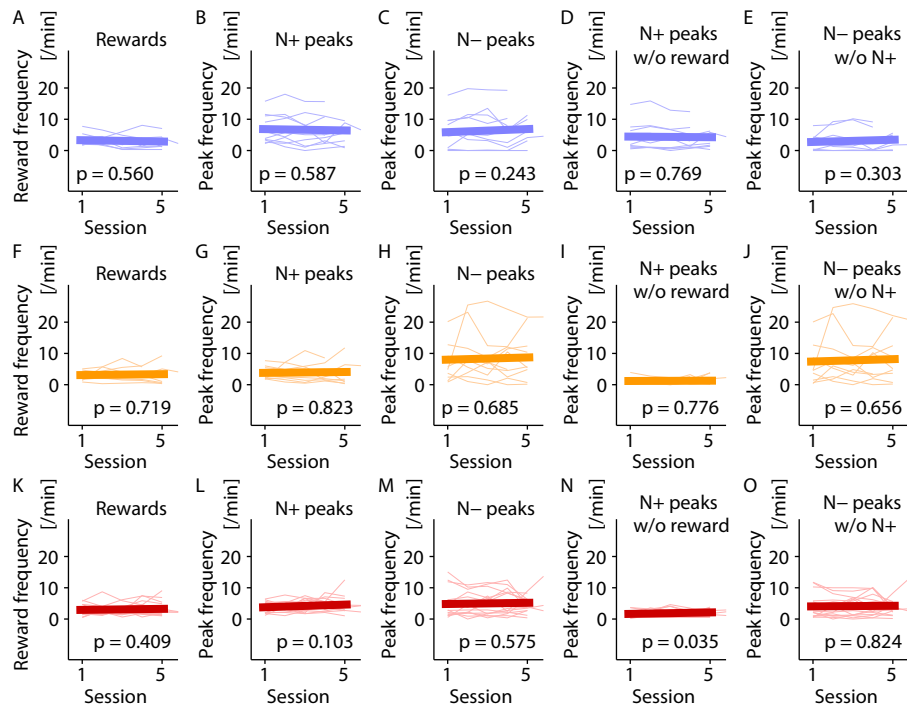 A
Rewards
Reward frequency [/min]
20
10
0
p = 0.560
1 5
Session
B
N+ peaks
Peak frequency [/min]
20
10
0
p = 0.587
1 5
Session
C
N− peaks
Peak frequency [/min]
20
10
0
p = 0.243
1 5
Session
D
N+ peaks
w/o reward
Peak frequency [/min]
20
10
0
p = 0.769
1 5
Session
E
N− peaks
w/o N+
Peak frequency [/min]
20
10
0
p = 0.303
1 5
Session
F
Rewards
Reward frequency [/min]
20
10
0
p = 0.719
1 5
Session
G
N+ peaks
Peak frequency [/min]
20
10
0
p = 0.823
1 5
Session
H
N− peaks
Peak frequency [/min]
20
10
0
p = 0.685
1 5
Session
I
N+ peaks
w/o reward
Peak frequency [/min]
20
10
0
p = 0.776
1 5
Session
J
N− peaks
w/o N+
Peak frequency [/min]
20
10
0
p = 0.656
1 5
Session
K
Rewards
Reward frequency [/min]
20
10
0
p = 0.409
1 5
Session
L
N+ peaks
Peak frequency [/min]
20
10
0
p = 0.103
1 5
Session
M
N− peaks
Peak frequency [/min]
20
10
0
p = 0.575
1 5
Session
N
N+ peaks
w/o reward
Peak frequency [/min]
20
10
0
p = 0.035
1 5
Session
O
N− peaks
w/o N+
Peak frequency [/min]
20
10
0
p = 0.824
1 5
Session